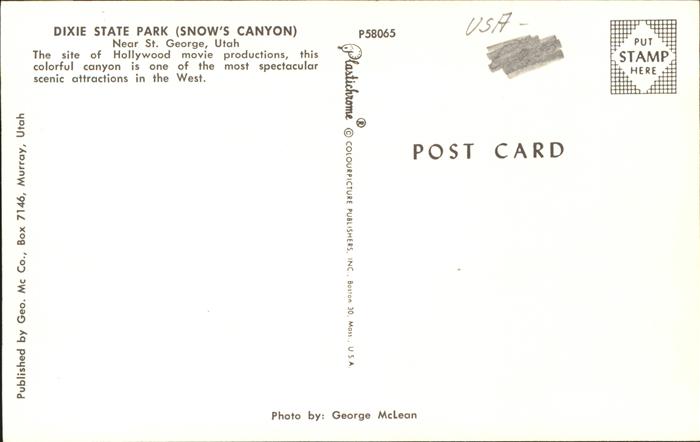 DIXIE STATE PARK (SNOW'S CANYON)
Near St. George, Utah
The site of Hollywood movie productions, this
colorful canyon is one of the most spectacular
scenic attractions in the West.
P58065
USA -
PUT
STAMP
HERE
POST CARD
Plastichrome ®
© COLOURPICTURE PUBLISHERS, INC., Boston 30, Mass., U.S.A.
Published by Geo. Mc Co., Box 7146, Murray, Utah
Photo by: George McLean